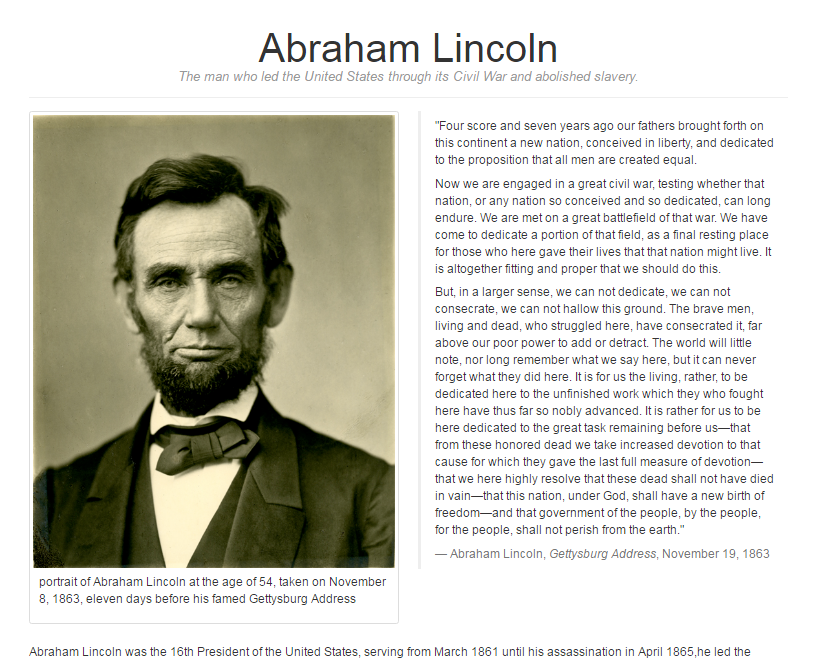 Abraham Lincoln
The man who led the United States through its Civil War and abolished slavery.
"Four score and seven years ago our fathers brought forth on
this continent a new nation, conceived in liberty, and dedicated
to the proposition that all men are created equal.
Now we are engaged in a great civil war, testing whether that
nation, or any nation so conceived and so dedicated, can long
endure. We are met on a great battlefield of that war. We have
come to dedicate a portion of that field, as a final resting place
for those who here gave their lives that that nation might live. It
is altogether fitting and proper that we should do this.
But, in a larger sense, we can not dedicate, we can not
consecrate, we can not hallow this ground. The brave men,
living and dead, who struggled here, have consecrated it, far
above our poor power to add or detract. The world will little
note, nor long remember what we say here, but it can never
forget what they did here. It is for us the living, rather, to be
dedicated here to the unfinished work which they who fought
here have thus far so nobly advanced. It is rather for us to be
here dedicated to the great task remaining before us—that
from these honored dead we take increased devotion to that
cause for which they gave the last full measure of devotion—
that we here highly resolve that these dead shall not have died
in vain—that this nation, under God, shall have a new birth of
freedom—and that government of the people, by the people,
for the people, shall not perish from the earth."
— Abraham Lincoln, Gettysburg Address, November 19, 1863
portrait of Abraham Lincoln at the age of 54, taken on November
8, 1863, eleven days before his famed Gettysburg Address
Abraham Lincoln was the 16th President of the United States, serving from March 1861 until his assassination in April 1865,he led the